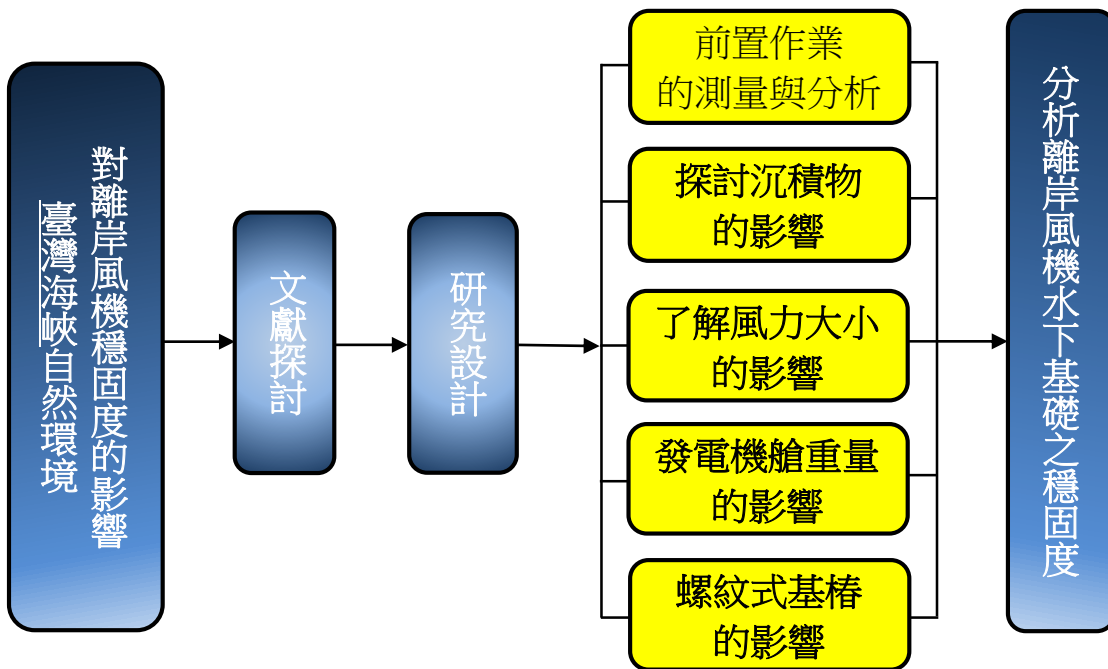 對離岸風機穩固度的影響
臺灣海峽自然環境
文獻探討
研究設計
前置作業
的測量與分析
探討沉積物
的影響
了解風力大小
的影響
發電機艙重量
的影響
螺紋式基樁
的影響
分析離岸風機水下基礎之穩固度